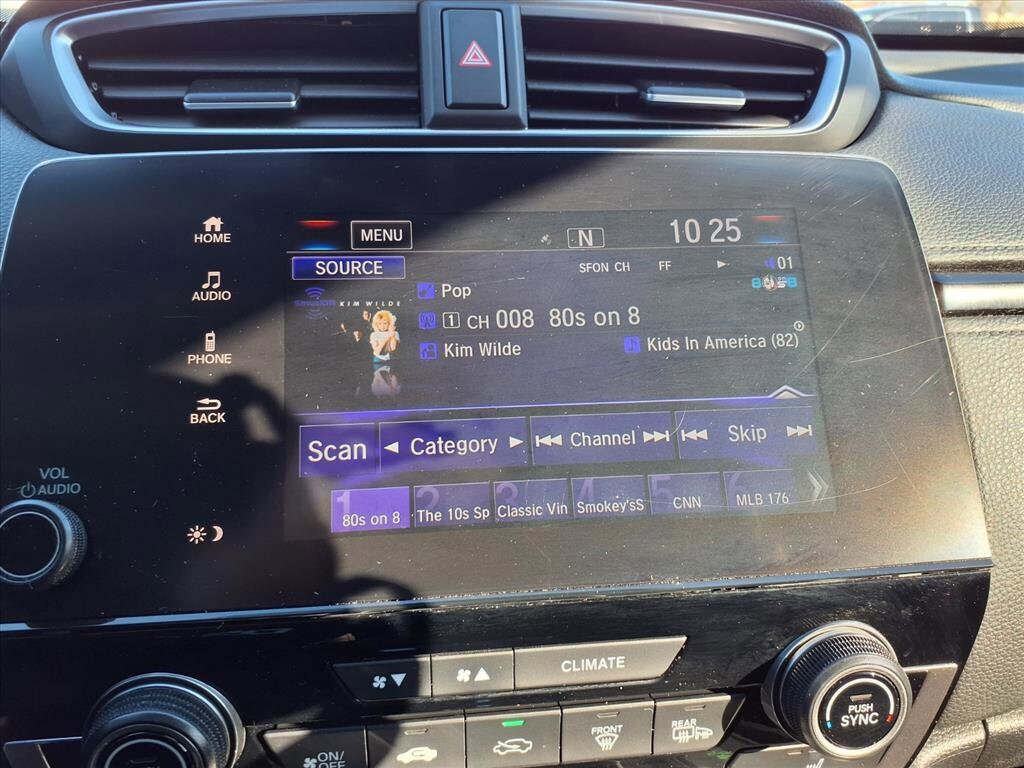 HOME
AUDIO
PHONE
BACK
VOL
AUDIO
MENU
N
10 25
SOURCE
SFON CH FF 01
KIM WILDE
Pop
1 CH 008 80s on 8
Kim Wilde
Kids In America (82)
Scan
Category
Channel
Skip
1 80s on 8
2 The 10s Sp
3 Classic Vin
4 Smokey'sS
5 CNN
6 MLB 176
CLIMATE
ON/
OFF
FRONT
REAR
PUSH
SYNC